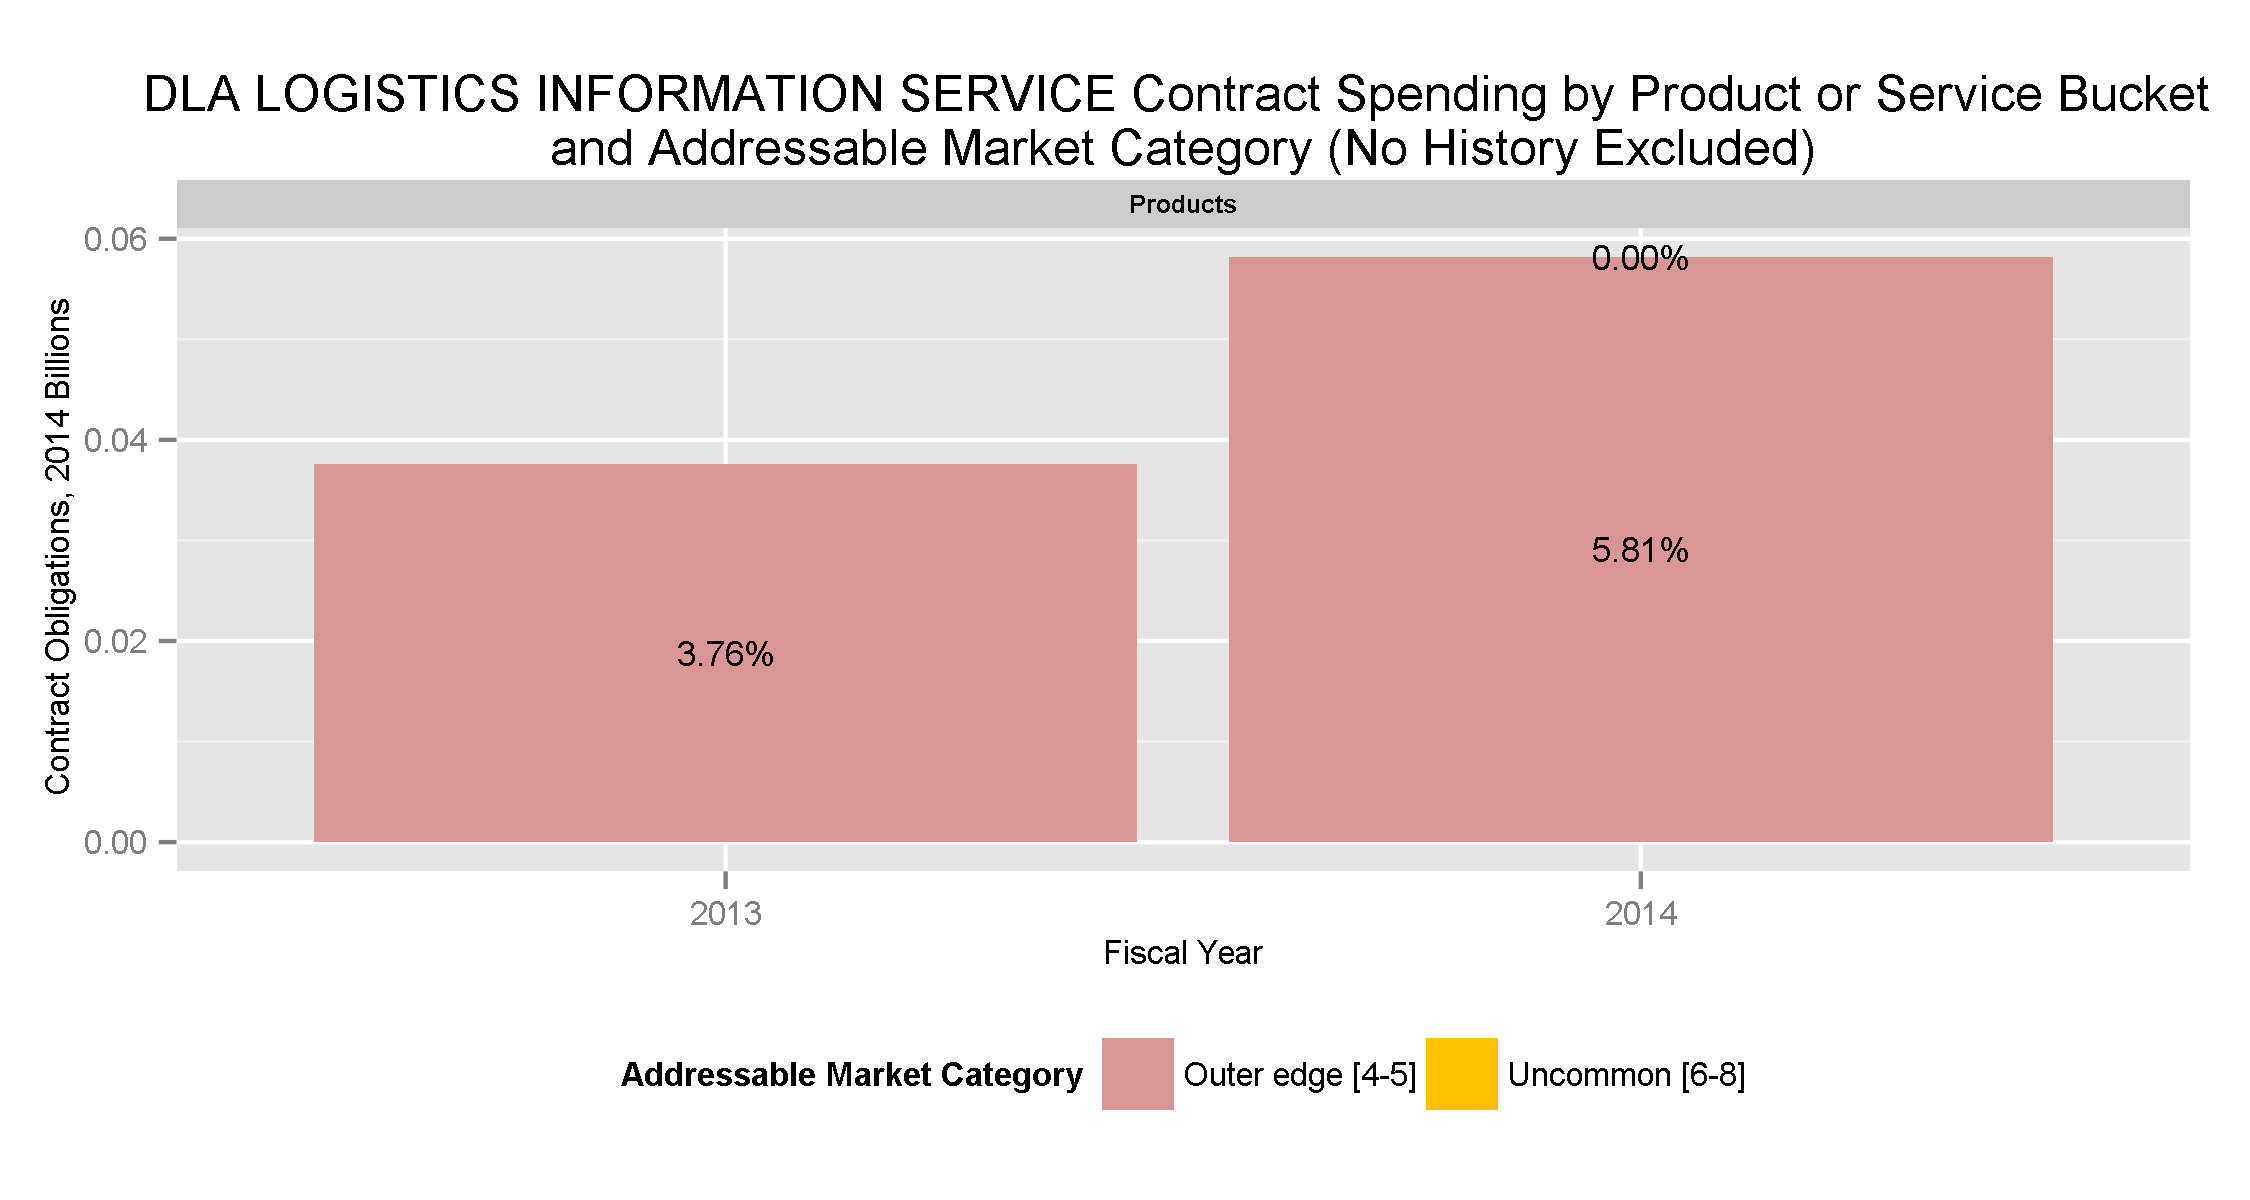 DLA LOGISTICS INFORMATION SERVICE Contract Spending by Product or Service Bucket
and Addressable Market Category (No History Excluded)
Products
0.06
0.04
0.02
0.00
Contract Obligations, 2014 Billions
0.00%
5.81%
3.76%
2013
2014
Fiscal Year
Addressable Market Category
Outer edge [4-5]
Uncommon [6-8]